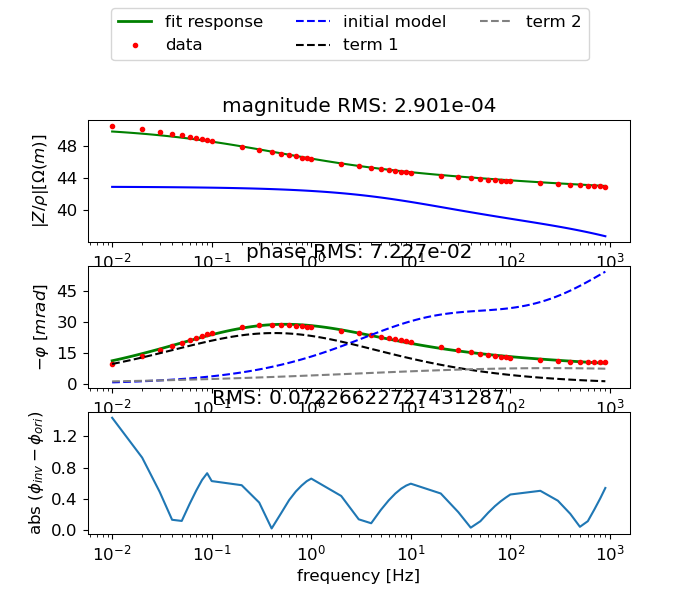 fit response initial model term 2
data term 1
magnitude RMS: 2.901e-04
|Z/ρ|[Ω(m)]
48
44
40
10⁻² 10⁻¹ 10⁰ 10¹ 10² 10³
phase RMS: 7.227e-02
−φ [mrad]
45
30
15
0
10⁻² 10⁻¹ 10⁰ 10¹ 10² 10³
RMS: 0.07226622727431287
abs (ϕ_inv − ϕ_ori)
1.2
0.8
0.4
0.0
10⁻² 10⁻¹ 10⁰ 10¹ 10² 10³
frequency [Hz]